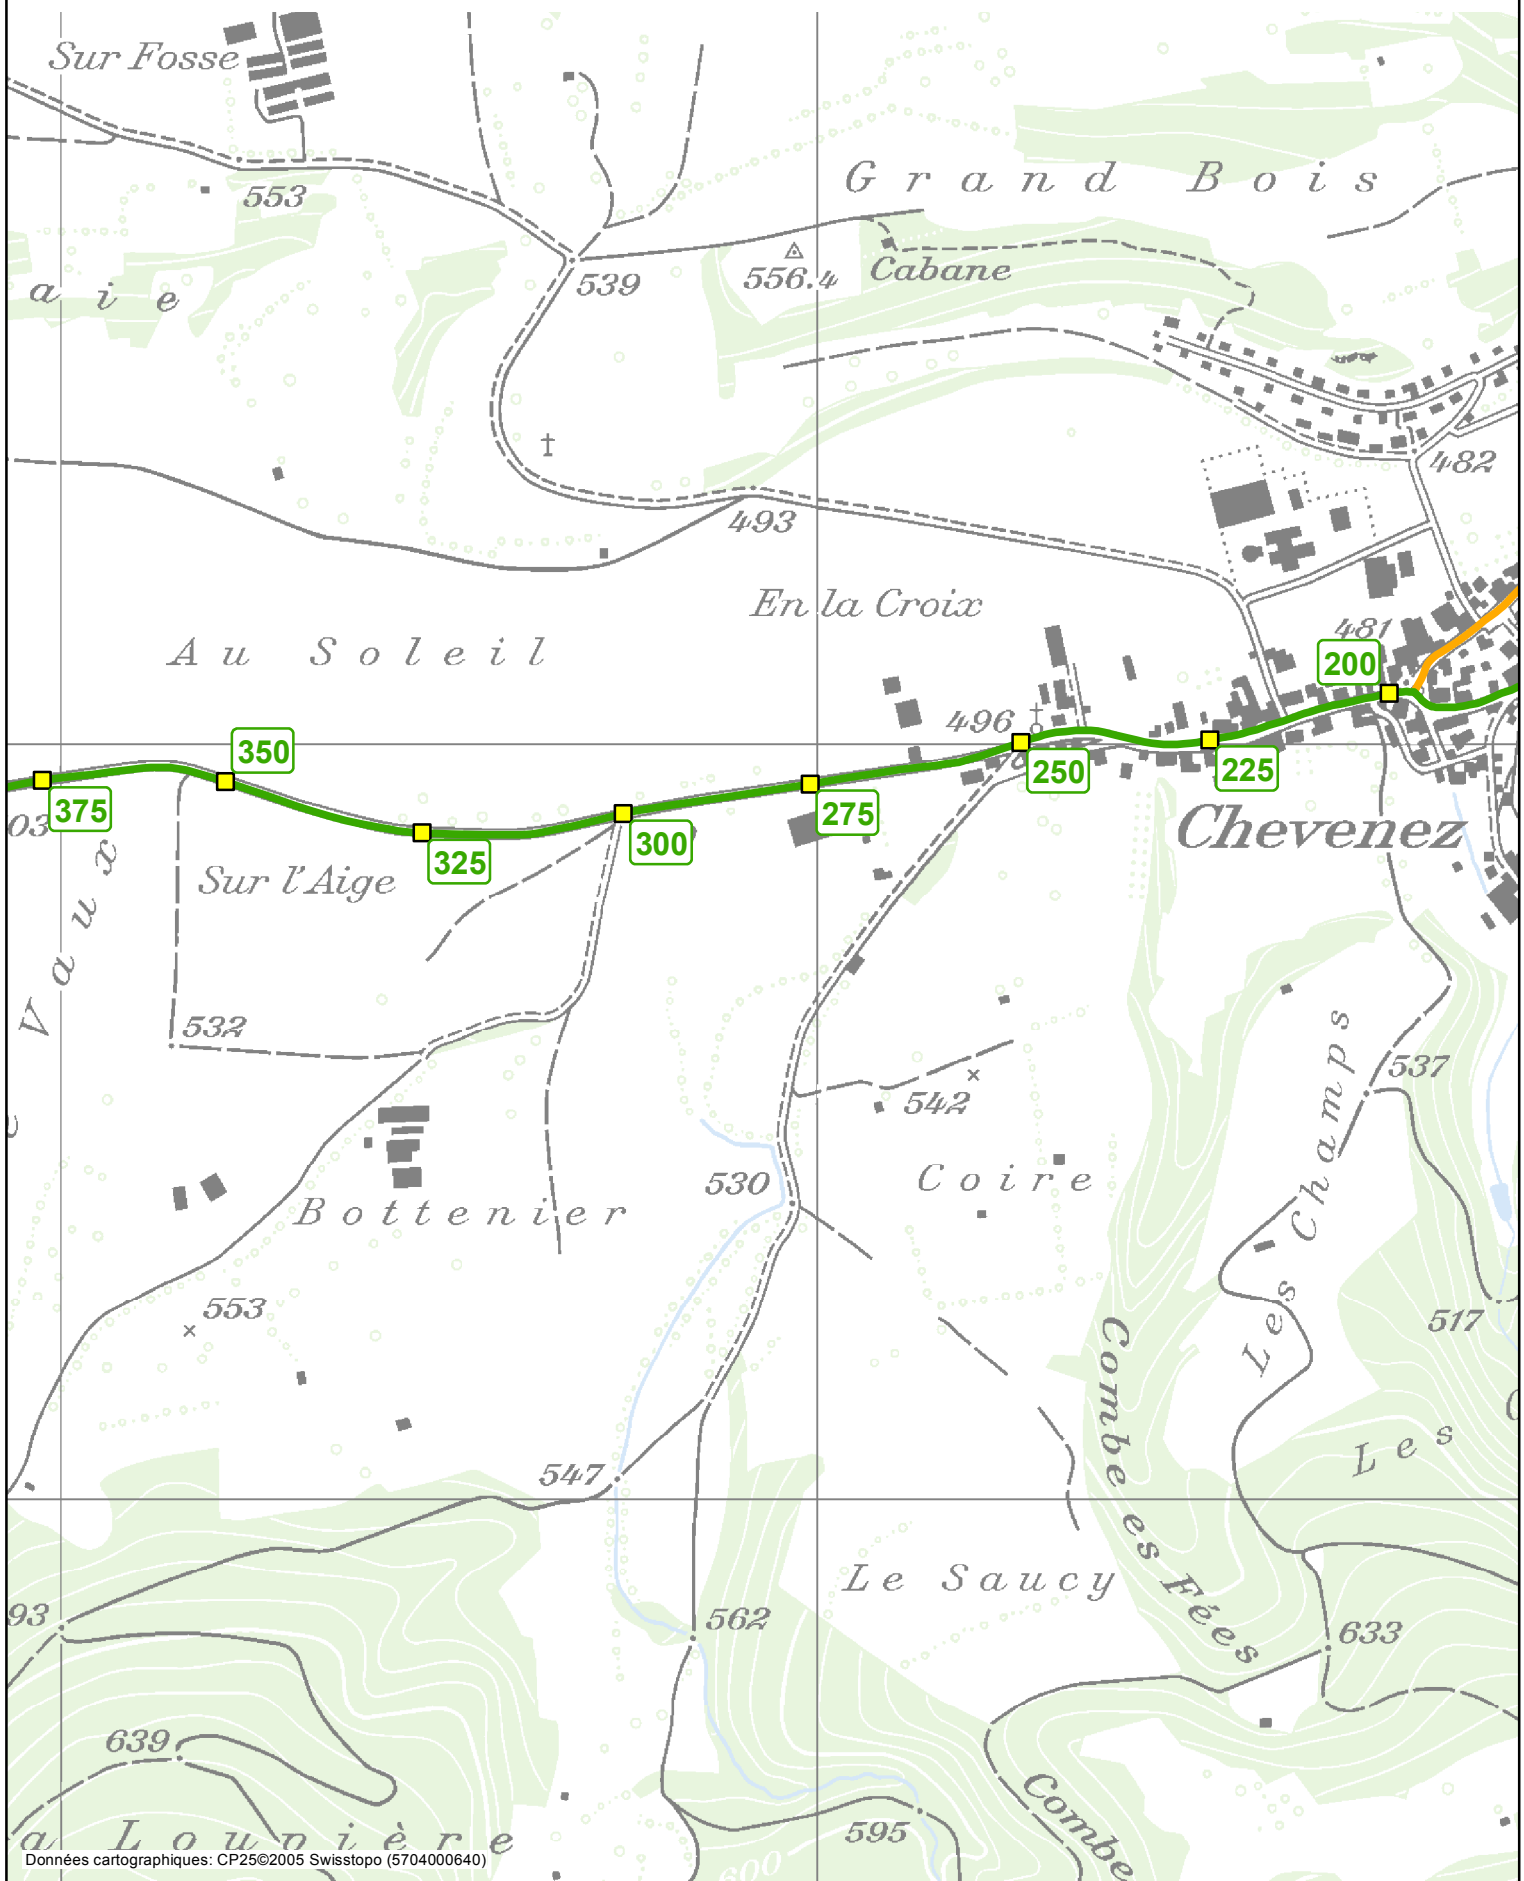 Sur Fosse
553
Grand Bois
539
556.4
Cabane
aie
482
493
En la Croix
481
Au Soleil
200
496
350
250
225
375
275
03
300
325
Chevenez
Sur l'Aige
Vaux
532
537
542
Les Champs
530
Coire
Bottenier
553
517
Combe es Fées
Les
547
Le Saucy
93
562
633
639
Combe
595
a Loupière
600
Données cartographiques: CP25©2005 Swisstopo (5704000640)